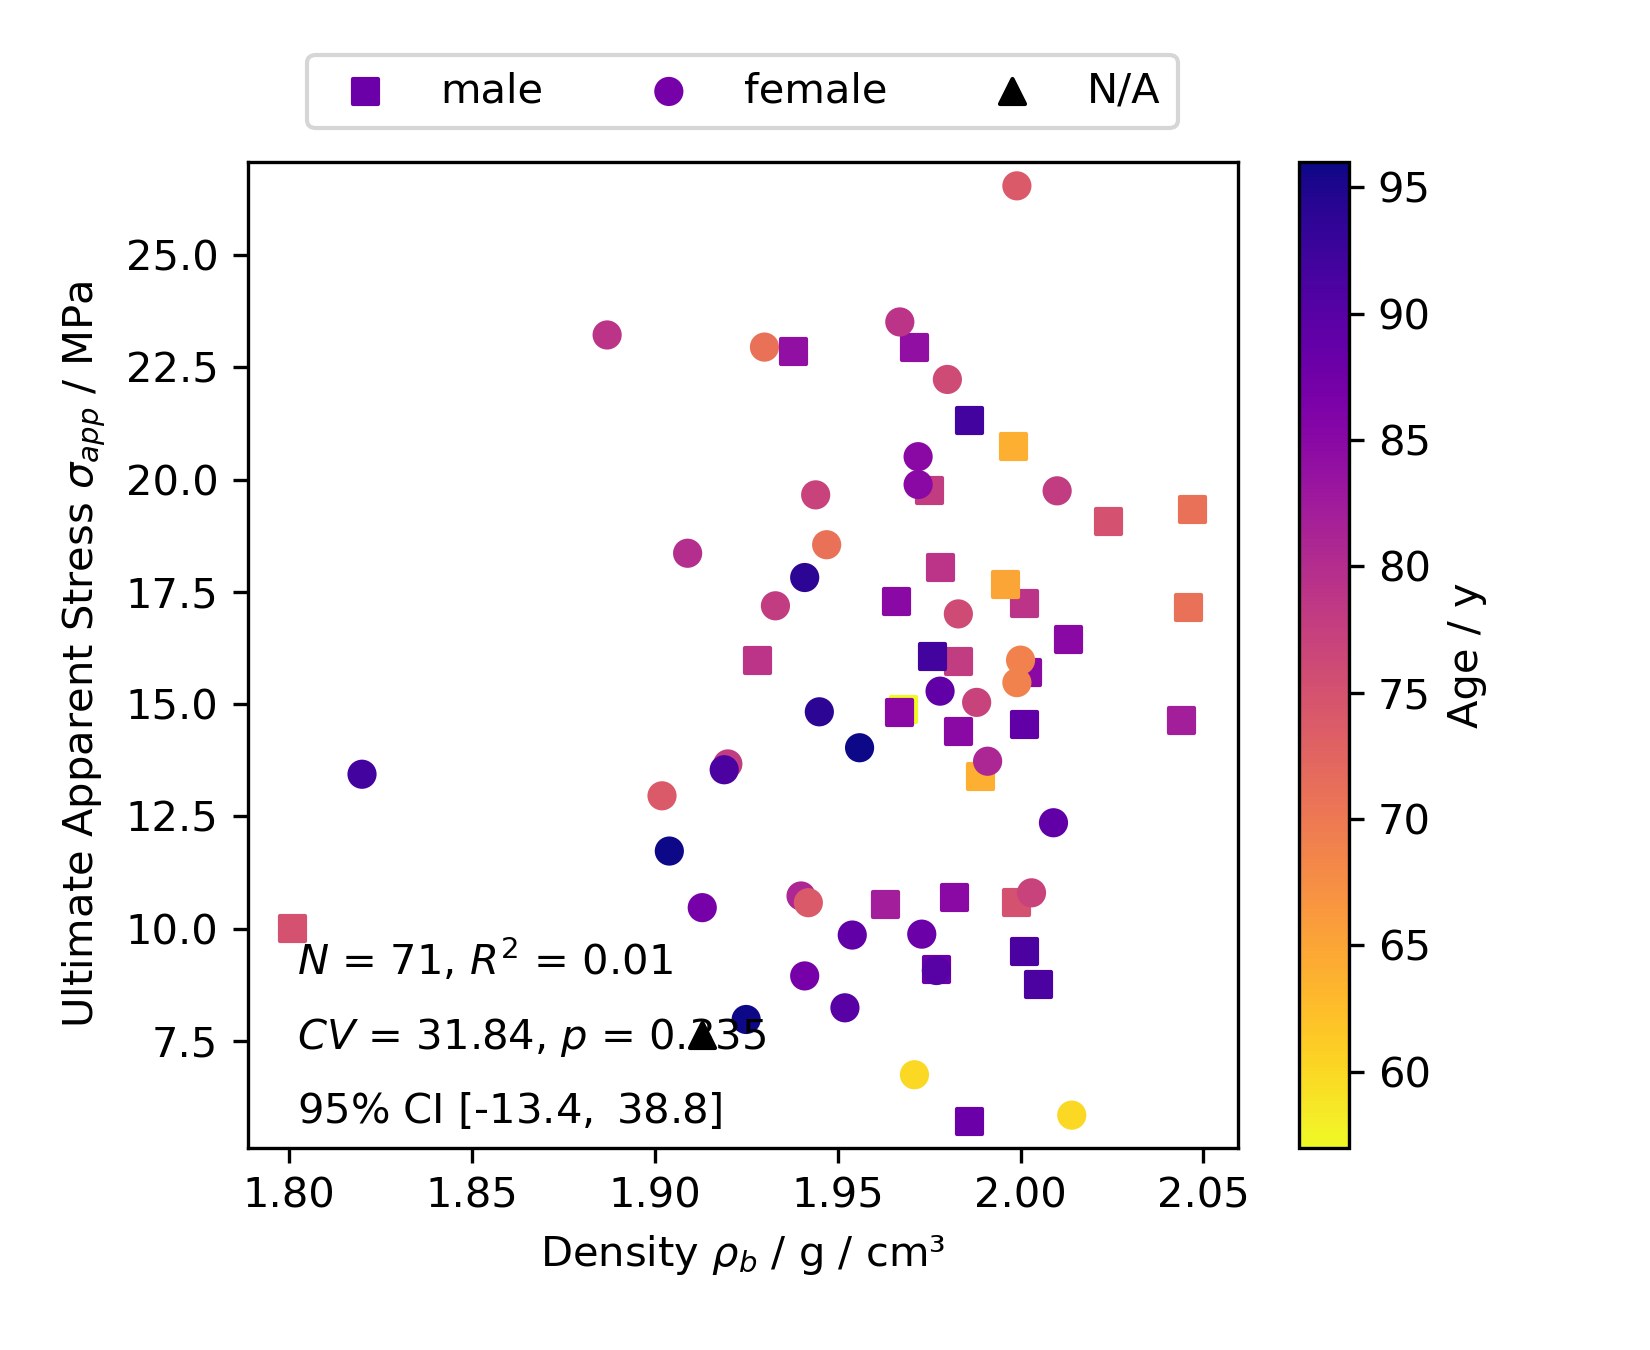 male female N/A
25.0
22.5
20.0
17.5
15.0
12.5
10.0
7.5
Ultimate Apparent Stress σ_app / MPa
N = 71, R² = 0.01
CV = 31.84, p =
95% CI [-13.4, 38.8]
1.80 1.85 1.90 1.95 2.00 2.05
Density ρ_b / g / cm³
95
90
85
80
75
70
65
60
Age / y